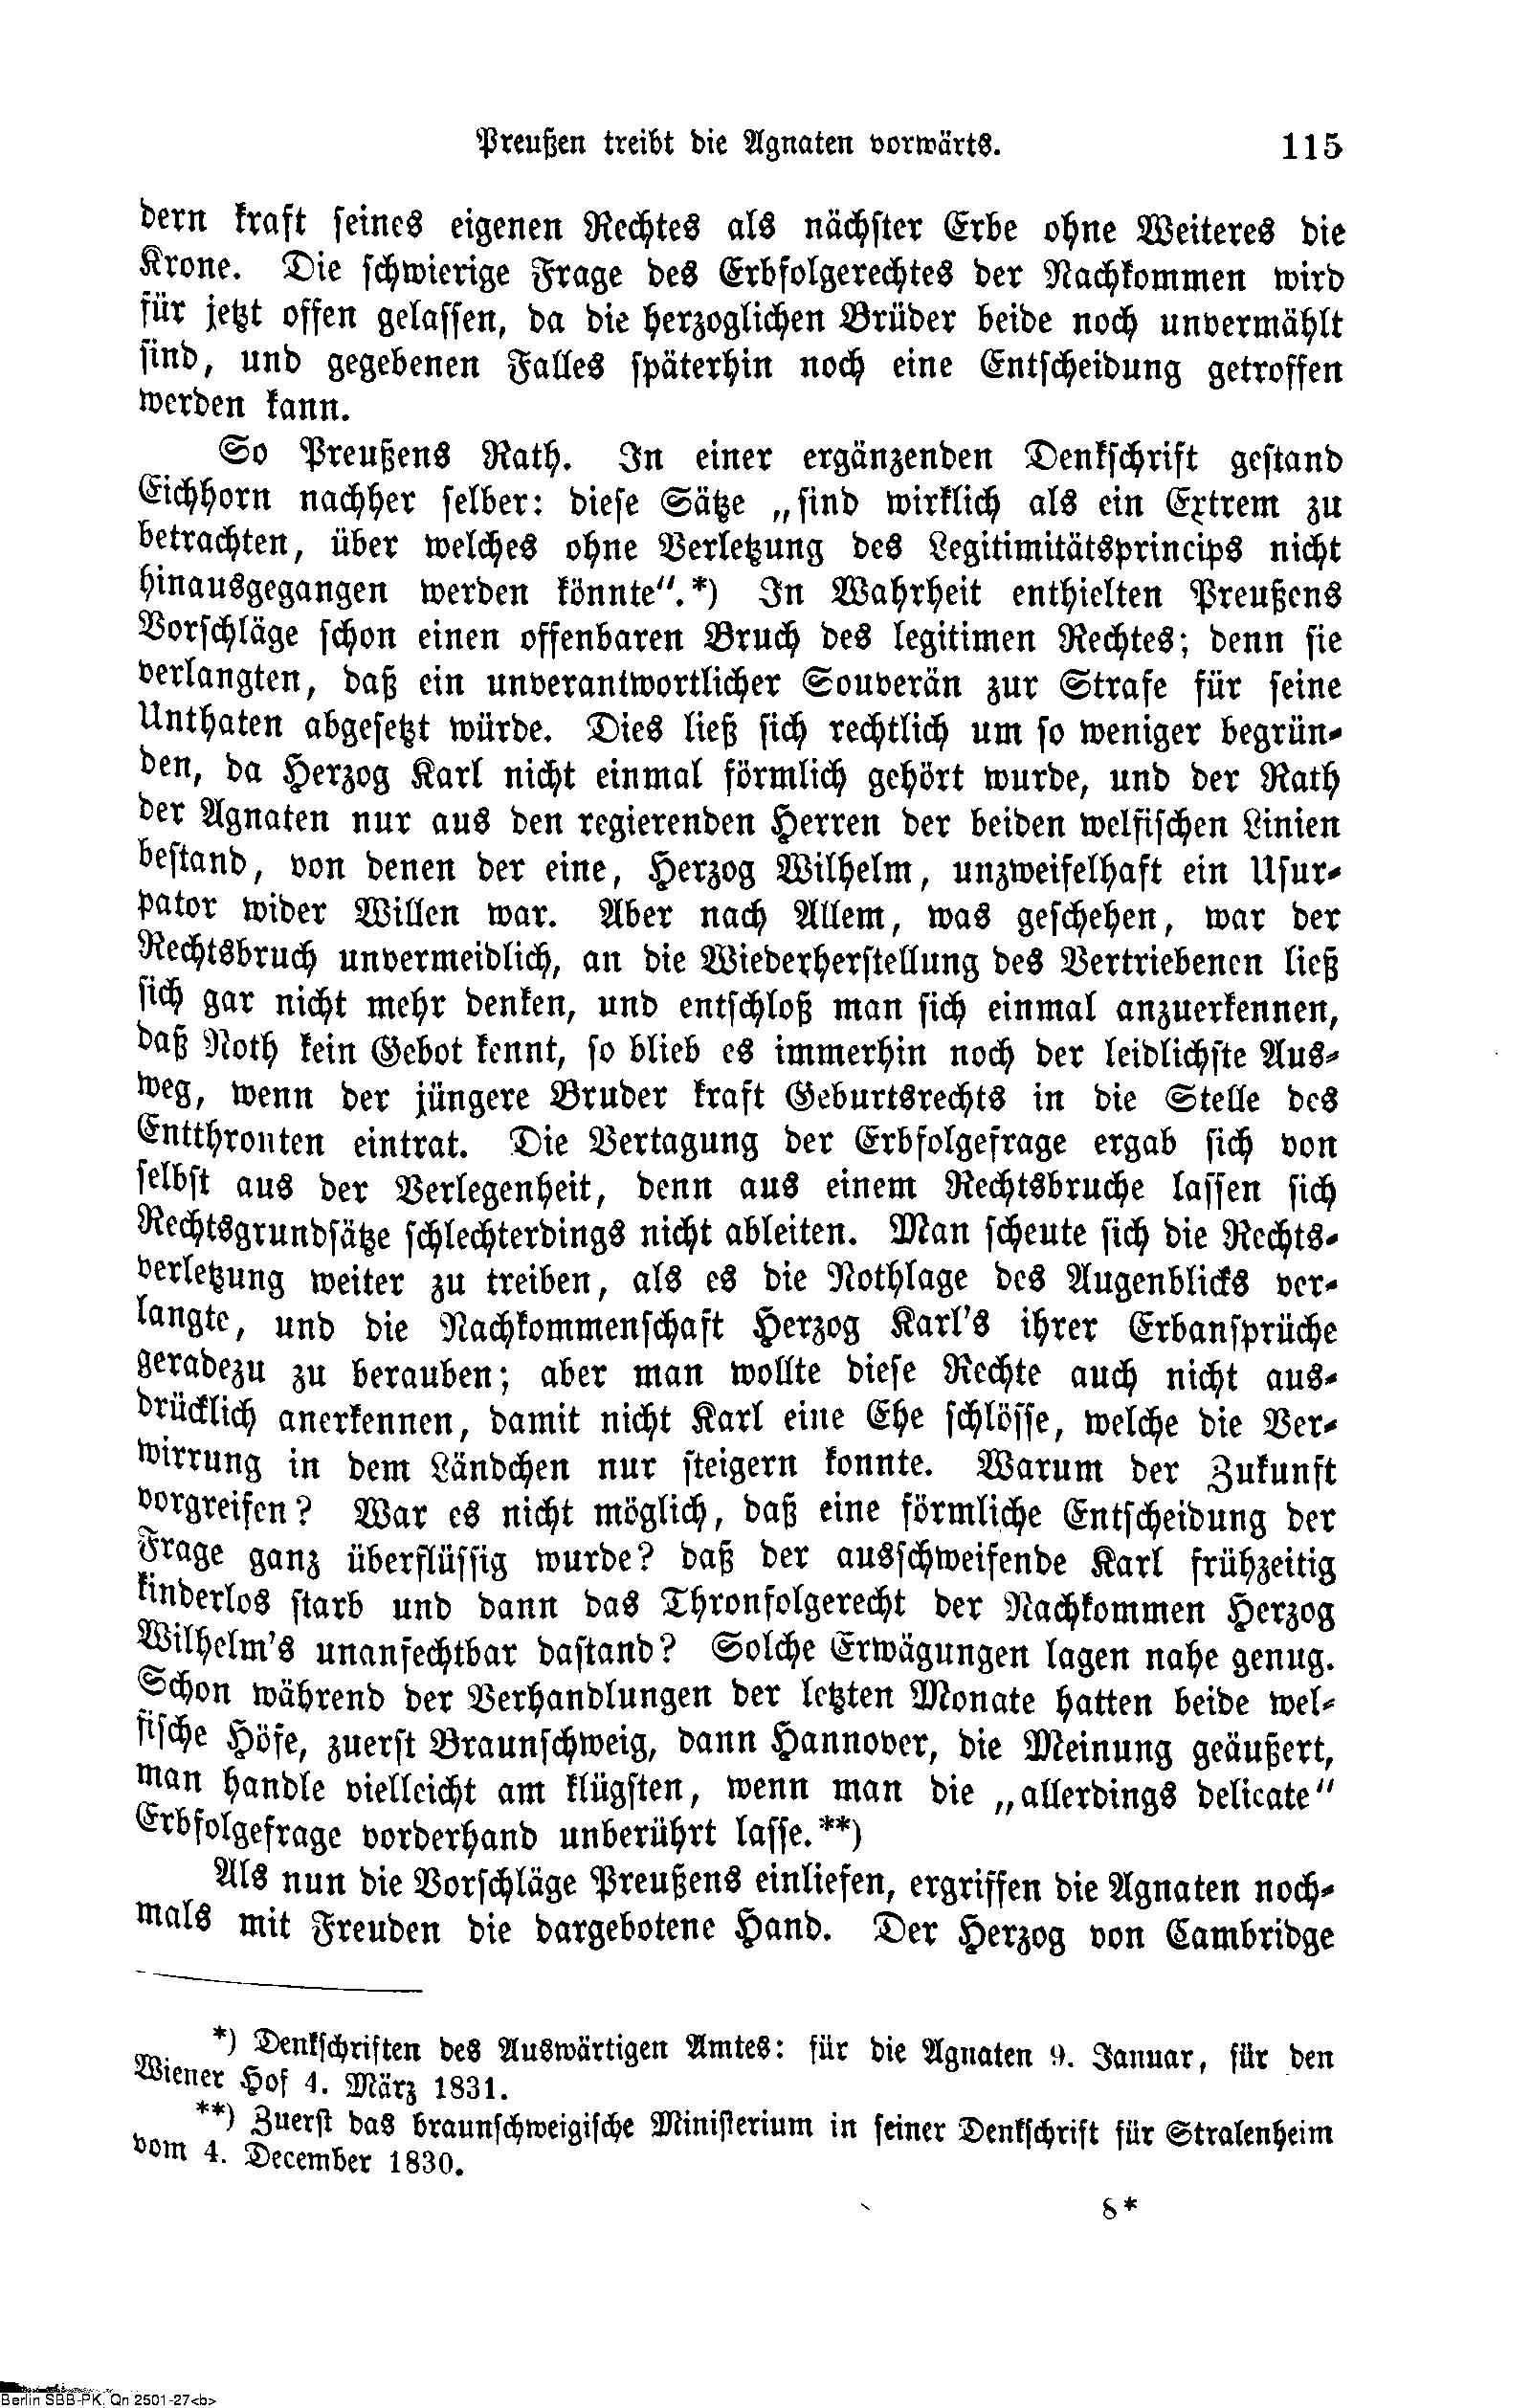 Preußen treibt die Agnaten vorwärts. 115
dern kraft seines eigenen Rechtes als nächster Erbe ohne Weiteres die
Krone. Die schwierige Frage des Erbfolgerechtes der Nachkommen wird
für jetzt offen gelassen, da die herzoglichen Brüder beide noch unvermählt
sind, und gegebenen Falles späterhin noch eine Entscheidung getroffen
werden kann.
So Preußens Rath. In einer ergänzenden Denkschrift gestand
Eichhorn nachher selber: diese Sätze „sind wirklich als ein Extrem zu
betrachten, über welches ohne Verletzung des Legitimitätsprincips nicht
hinausgegangen werden könnte“.*) In Wahrheit enthielten Preußens
Vorschläge schon einen offenbaren Bruch des legitimen Rechtes; denn sie
verlangten, daß ein unverantwortlicher Souverän zur Strafe für seine
Unthaten abgesetzt würde. Dies ließ sich rechtlich um so weniger begrün-
den, da Herzog Karl nicht einmal förmlich gehört wurde, und der Rath
der Agnaten nur aus den regierenden Herren der beiden welfischen Linien
bestand, von denen der eine, Herzog Wilhelm, unzweifelhaft ein Usur-
pator wider Willen war. Aber nach Allem, was geschehen, war der
Rechtsbruch unvermeidlich, an die Wiederherstellung des Vertriebenen ließ
sich gar nicht mehr denken, und entschloß man sich einmal anzuerkennen,
daß Noth kein Gebot kennt, so blieb es immerhin noch der leidlichste Aus-
weg, wenn der jüngere Bruder kraft Geburtsrechts in die Stelle des
Entthronten eintrat. Die Vertagung der Erbfolgefrage ergab sich von
selbst aus der Verlegenheit, denn aus einem Rechtsbruche lassen sich
Rechtsgrundsätze schlechterdings nicht ableiten. Man scheute sich die Rechts-
verletzung weiter zu treiben, als es die Nothlage des Augenblicks ver-
langte, und die Nachkommenschaft Herzog Karl's ihrer Erbansprüche
geradezu zu berauben; aber man wollte diese Rechte auch nicht aus-
drücklich anerkennen, damit nicht Karl eine Ehe schlösse, welche die Ver-
wirrung in dem Ländchen nur steigern konnte. Warum der Zukunft
vorgreifen? War es nicht möglich, daß eine förmliche Entscheidung der
Frage ganz überflüssig wurde? daß der ausschweifende Karl frühzeitig
kinderlos starb und dann das Thronfolgerecht der Nachkommen Herzog
Wilhelm's unanfechtbar dastand? Solche Erwägungen lagen nahe genug.
Schon während der Verhandlungen der letzten Monate hatten beide wel-
fische Höfe, zuerst Braunschweig, dann Hannover, die Meinung geäußert,
man handle vielleicht am klügsten, wenn man die „allerdings delicate“
Erbfolgefrage vorderhand unberührt lasse.**)
Als nun die Vorschläge Preußens einliefen, ergriffen die Agnaten noch-
mals mit Freuden die dargebotene Hand. Der Herzog von Cambridge
*) Denkschriften des Auswärtigen Amtes: für die Agnaten 9. Januar, für den
Wiener Hof 4. März 1831.
**) Zuerst das braunschweigische Ministerium in seiner Denkschrift für Stralenheim
vom 4. December 1830.
8*
Berlin SBB-PK, Qn 2501-27<b>